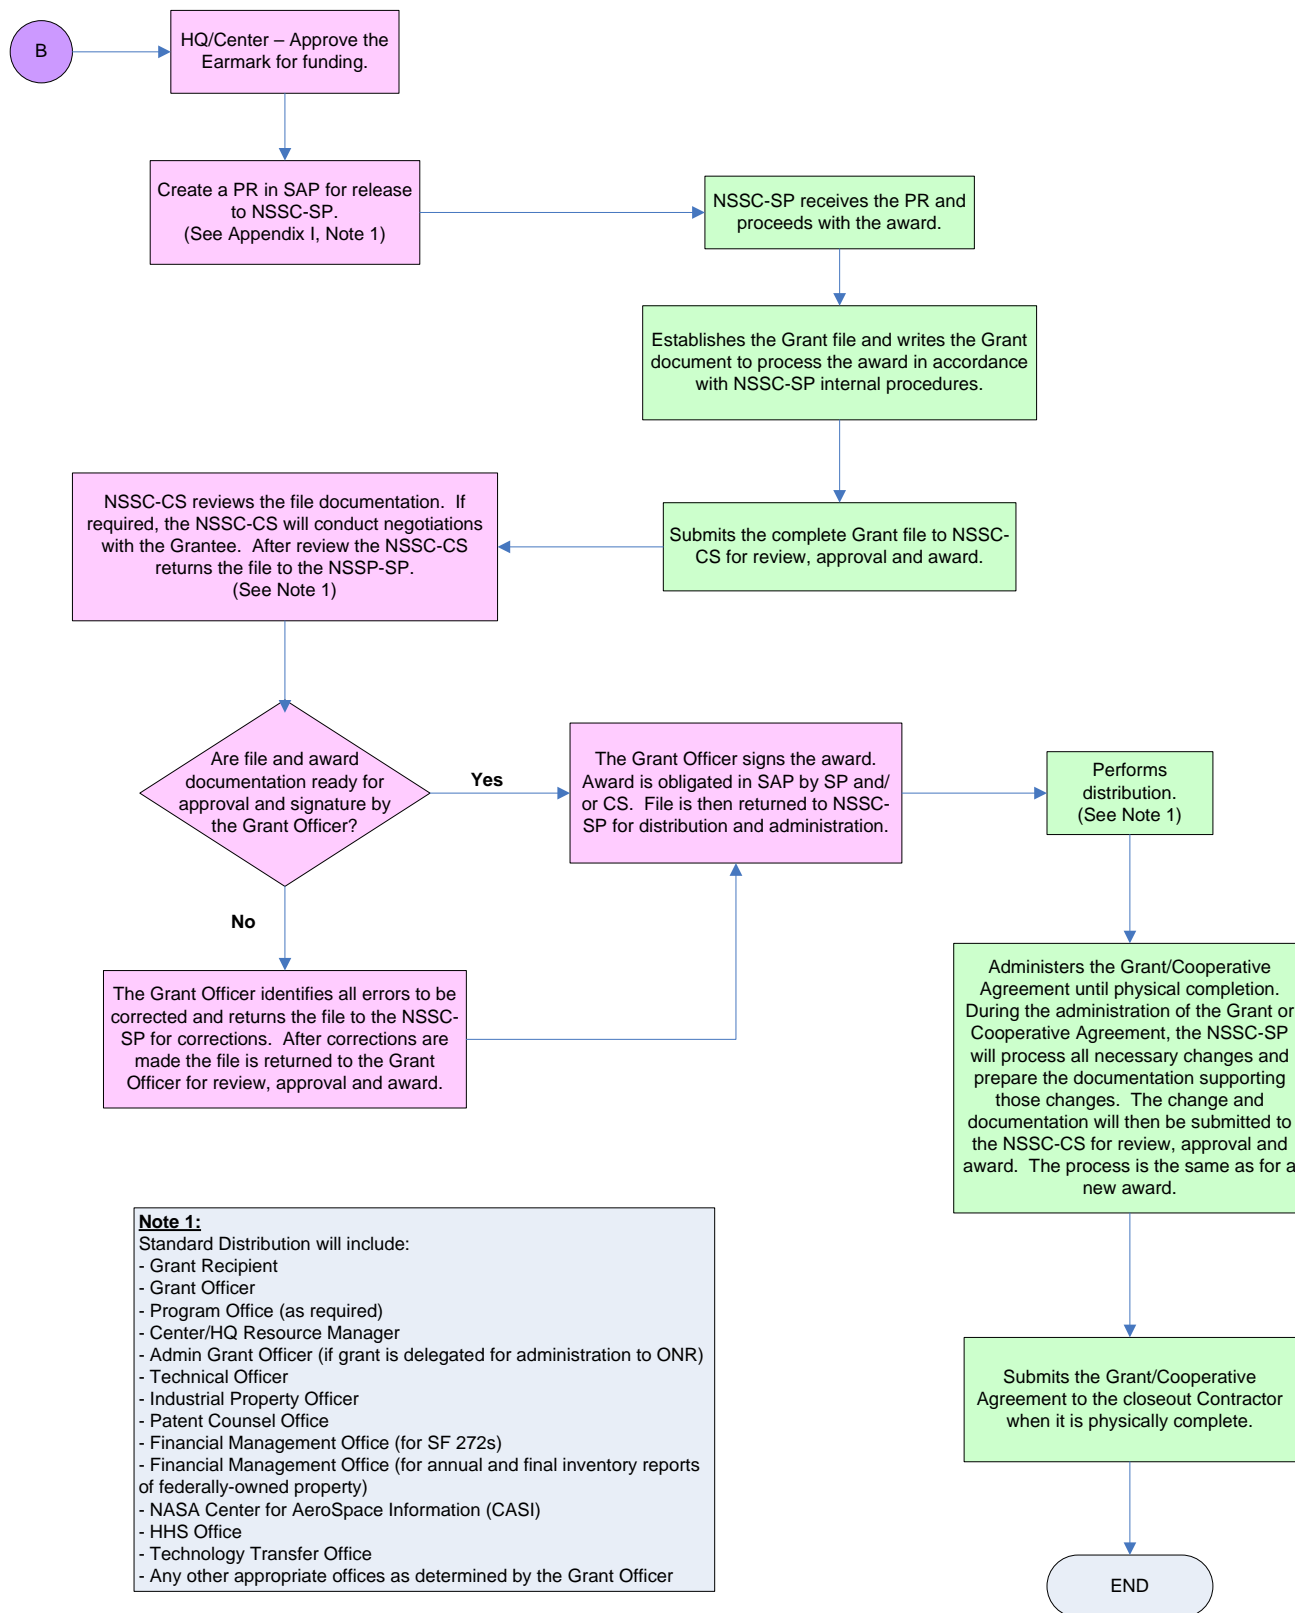 B
HQ/Center – Approve the
Earmark for funding.
Create a PR in SAP for release
to NSSC-SP.
(See Appendix I, Note 1)
NSSC-SP receives the PR and
proceeds with the award.
Establishes the Grant file and writes the Grant
document to process the award in accordance
with NSSC-SP internal procedures.
Submits the complete Grant file to NSSC-
CS for review, approval and award.
NSSC-CS reviews the file documentation.  If
required, the NSSC-CS will conduct negotiations
with the Grantee.  After review the NSSC-CS
returns the file to the NSSP-SP.
(See Note 1)
Are file and award
documentation ready for
approval and signature by
the Grant Officer?
Yes
The Grant Officer signs the award.
Award is obligated in SAP by SP and/
or CS.  File is then returned to NSSC-
SP for distribution and administration.
Performs
distribution.
(See Note 1)
No
The Grant Officer identifies all errors to be
corrected and returns the file to the NSSC-
SP for corrections.  After corrections are
made the file is returned to the Grant
Officer for review, approval and award.
Administers the Grant/Cooperative
Agreement until physical completion.
During the administration of the Grant or
Cooperative Agreement, the NSSC-SP
will process all necessary changes and
prepare the documentation supporting
those changes.  The change and
documentation will then be submitted to
the NSSC-CS for review, approval and
award.  The process is the same as for a
new award.
Submits the Grant/Cooperative
Agreement to the closeout Contractor
when it is physically complete.
END
Note 1:
Standard Distribution will include:
- Grant Recipient
- Grant Officer
- Program Office (as required)
- Center/HQ Resource Manager
- Admin Grant Officer (if grant is delegated for administration to ONR)
- Technical Officer
- Industrial Property Officer
- Patent Counsel Office
- Financial Management Office (for SF 272s)
- Financial Management Office (for annual and final inventory reports
of federally-owned property)
- NASA Center for AeroSpace Information (CASI)
- HHS Office
- Technology Transfer Office
- Any other appropriate offices as determined by the Grant Officer